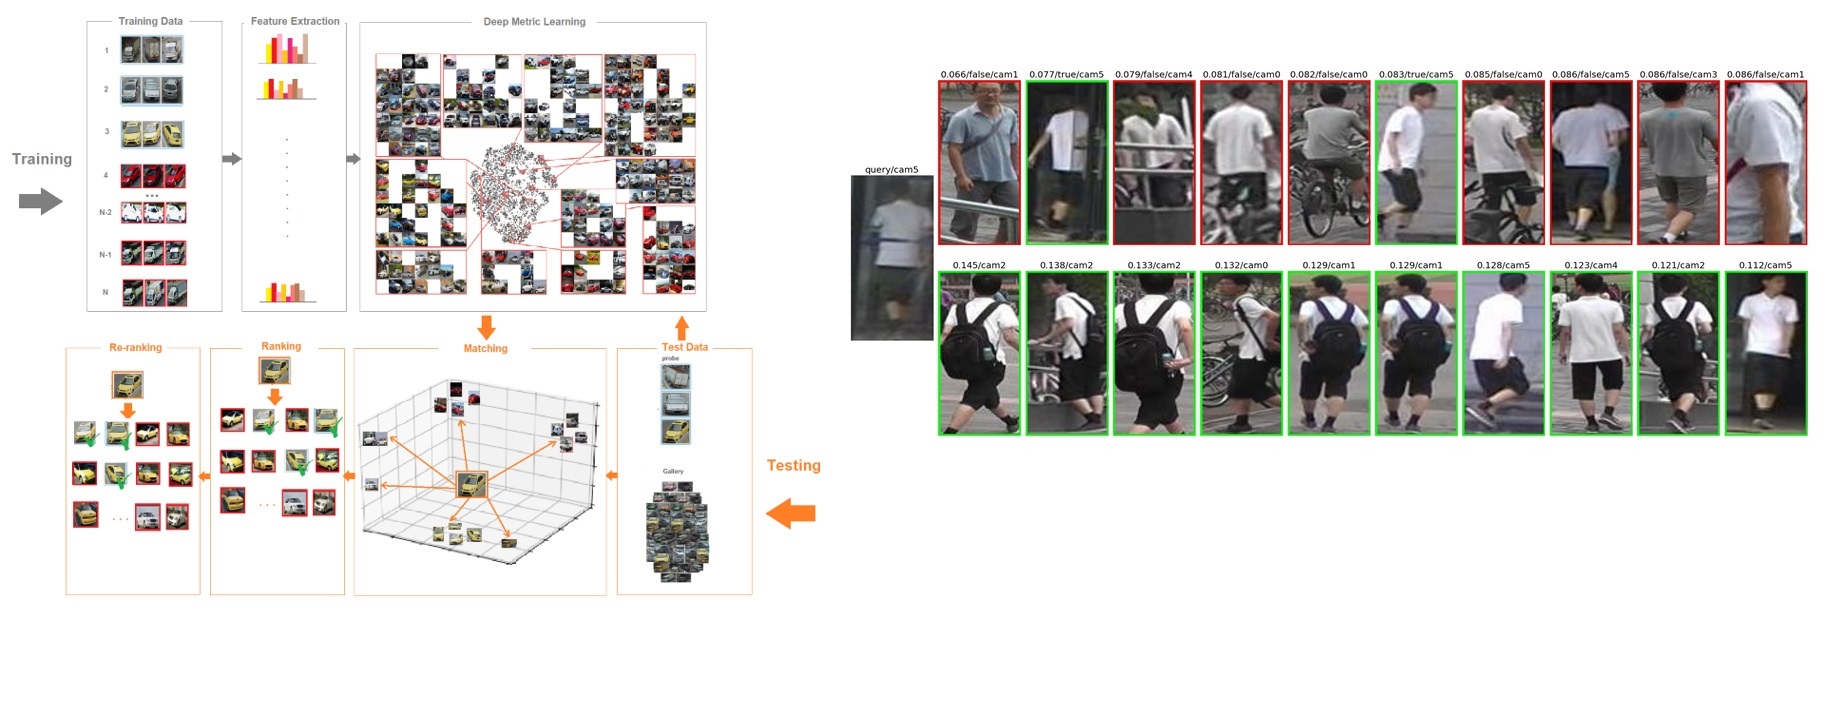 Training Data
Feature Extraction
Deep Metric Learning
1
2
3
4
...
N-2
N-1
N
Training
Re-ranking
Ranking
Matching
Test Data
probe
Gallery
Testing
. . .
. . .
query/cam5
0.066/false/cam1 0.077/true/cam5 0.079/false/cam4 0.081/false/cam0 0.082/false/cam0 0.083/true/cam5 0.085/false/cam0 0.086/false/cam5 0.086/false/cam3 0.086/false/cam1
0.145/cam2 0.138/cam2 0.133/cam2 0.132/cam0 0.129/cam1 0.129/cam1 0.128/cam5 0.123/cam4 0.121/cam2 0.112/cam5